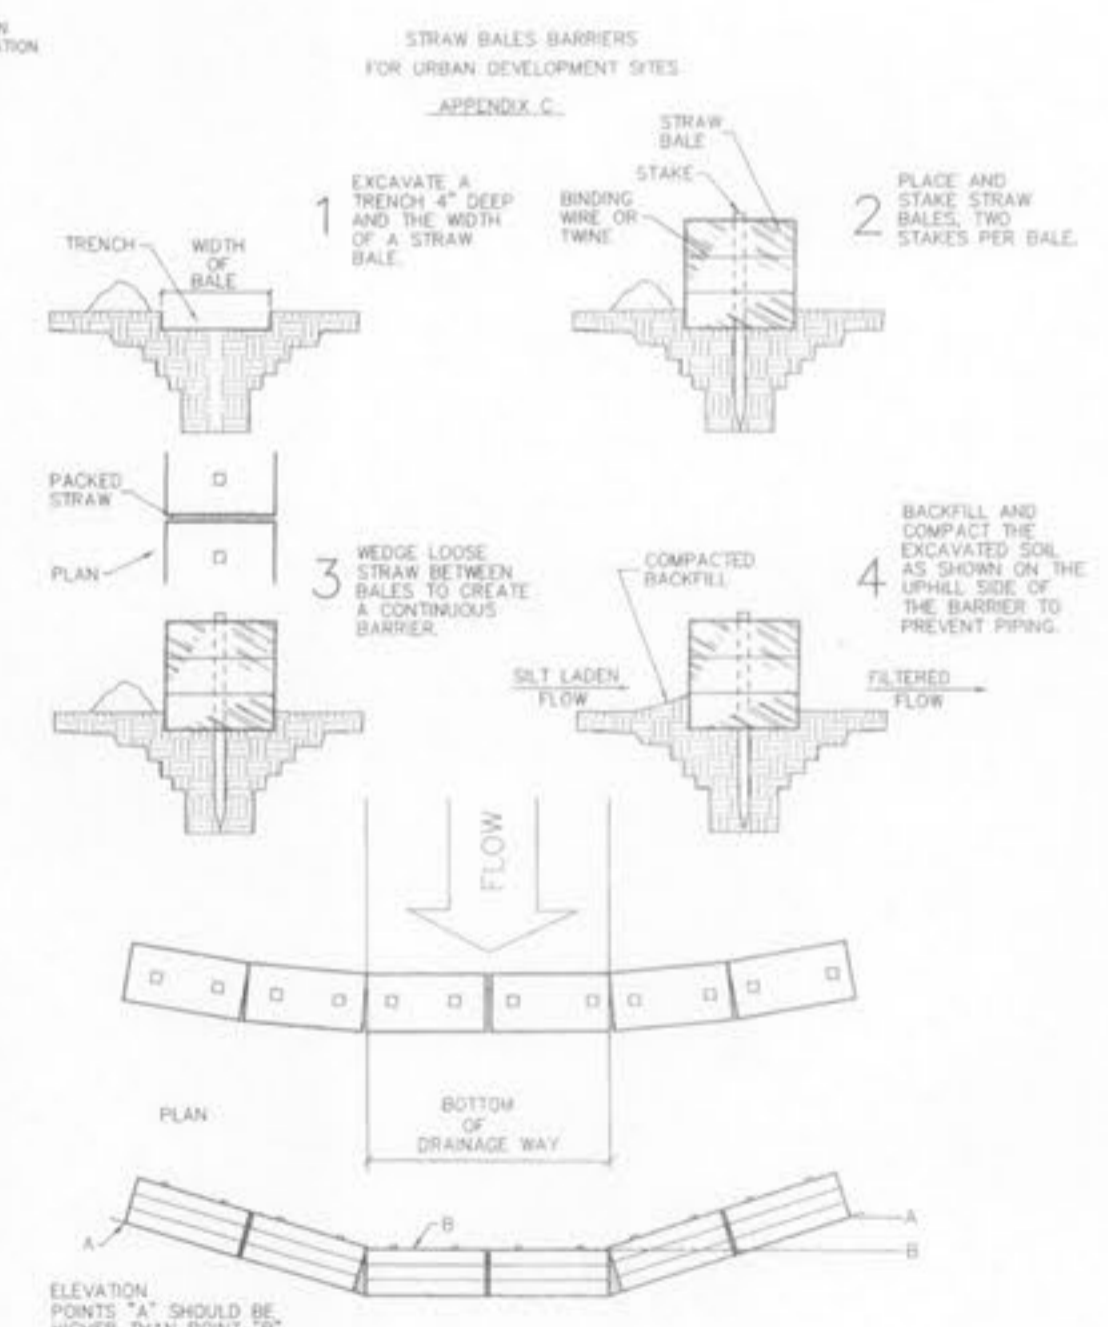 STRAW BALES BARRIERS
FOR URBAN DEVELOPMENT SITES
APPENDIX C
1
EXCAVATE A
TRENCH 4" DEEP
AND THE WIDTH
OF A STRAW
BALE.
TRENCH
WIDTH
OF
BALE
STRAW
BALE
STAKE
BINDING
WIRE OR
TWINE
2
PLACE AND
STAKE STRAW
BALES, TWO
STAKES PER BALE.
PACKED
STRAW
PLAN
3
WEDGE LOOSE
STRAW BETWEEN
BALES TO CREATE
A CONTINUOUS
BARRIER.
COMPACTED
BACKFILL
4
BACKFILL AND
COMPACT THE
EXCAVATED SOIL
AS SHOWN ON THE
UPHILL SIDE OF
THE BARRIER TO
PREVENT PIPING.
SILT LADEN
FLOW
FILTERED
FLOW
FLOW
PLAN
BOTTOM
OF
DRAINAGE WAY
B
A
A
B
ELEVATION
POINTS "A" SHOULD BE
HIGHER THAN POINT "B"